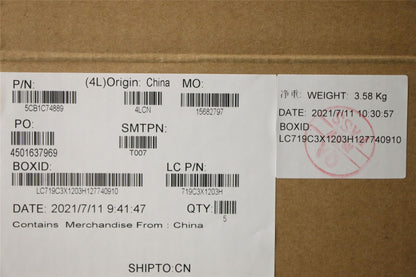 P/N: (4L)Origin: China MO:
5CB1C74889 4LCN 15682797
PO: SMTPN:
4501637969 T007
BOXID: LC P/N:
LC719C3X1203H127740910 719C3X1203H
DATE: 2021/7/11 9:41:47 QTY:
5
Contains Merchandise From : China
SHIPTO:CN
净重: WEIGHT: 3.58 Kg
DATE: 2021/7/11 10:30:57
BOXID:
LC719C3X1203H127740910
PASS